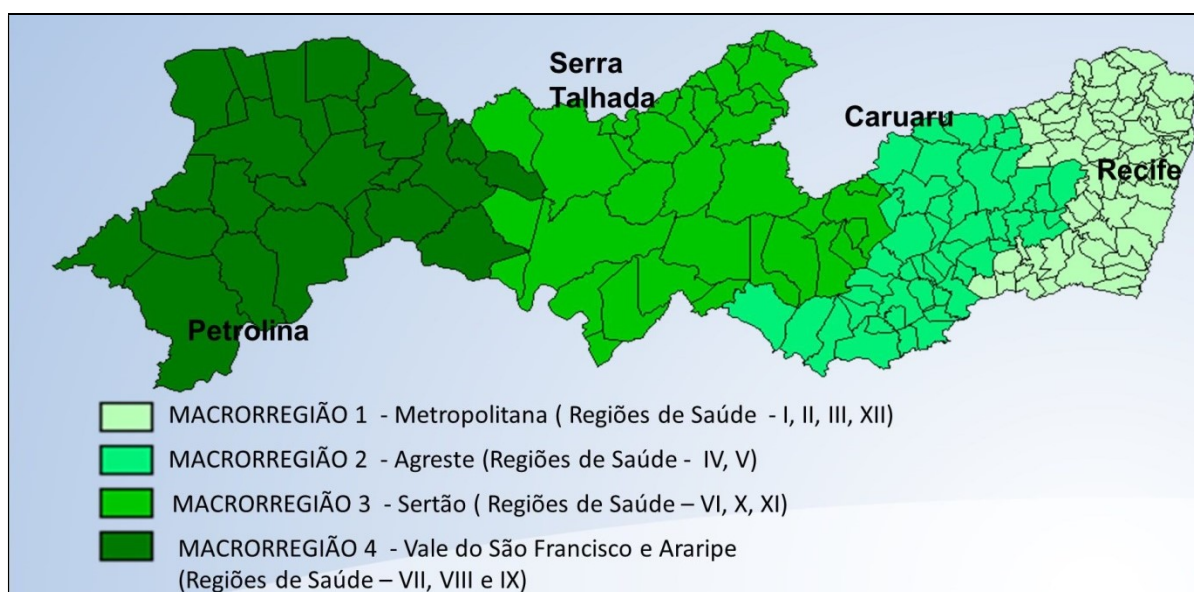 Serra
Talhada
Caruaru
Recife
Petrolina
MACRORREGIÃO 1 - Metropolitana ( Regiões de Saúde - I, II, III, XII)
MACRORREGIÃO 2 - Agreste (Regiões de Saúde - IV, V)
MACRORREGIÃO 3 - Sertão ( Regiões de Saúde – VI, X, XI)
MACRORREGIÃO 4 - Vale do São Francisco e Araripe
(Regiões de Saúde – VII, VIII e IX)